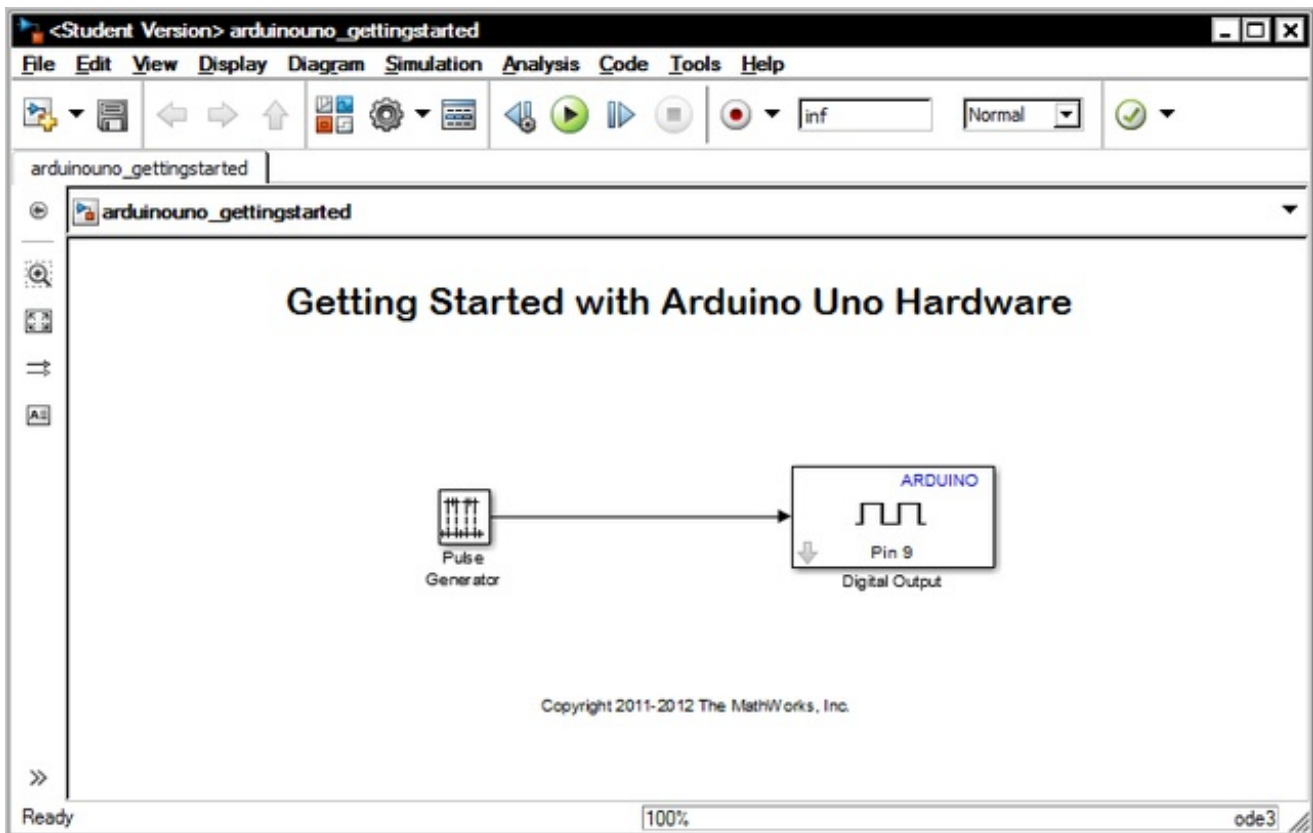 <Student Version> arduinouno_gettingstarted
File Edit View Display Diagram Simulation Analysis Code Tools Help
inf Normal
arduinouno_gettingstarted
arduinouno_gettingstarted
Getting Started with Arduino Uno Hardware
ARDUINO
Pin 9
Pulse
Generator
Digital Output
Copyright 2011-2012 The MathWorks, Inc.
Ready 100% ode3